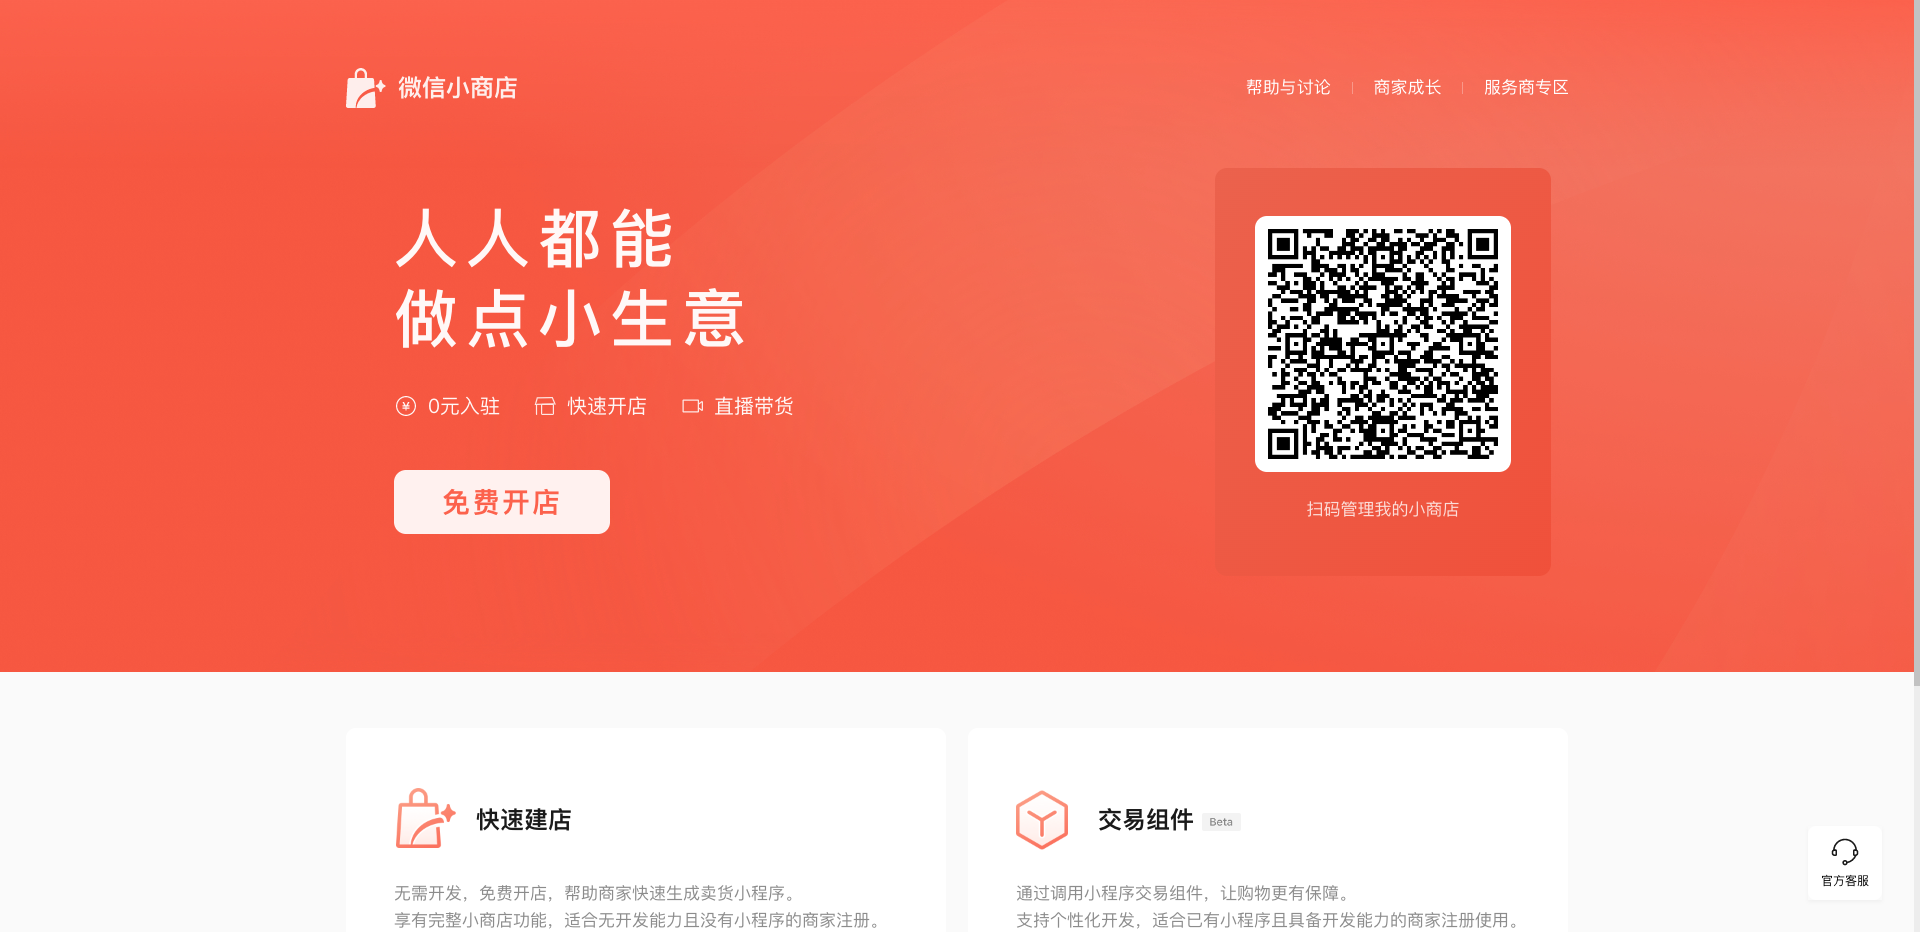 微信小商店
帮助与讨论
商家成长
服务商专区
人人都能
做点小生意
0元入驻
快速开店
直播带货
免费开店
扫码管理我的小商店
快速建店
无需开发，免费开店，帮助商家快速生成卖货小程序。
享有完整小商店功能，适合无开发能力且没有小程序的商家注册。
交易组件 Beta
通过调用小程序交易组件，让购物更有保障。
支持个性化开发，适合已有小程序且具备开发能力的商家注册使用。
官方客服